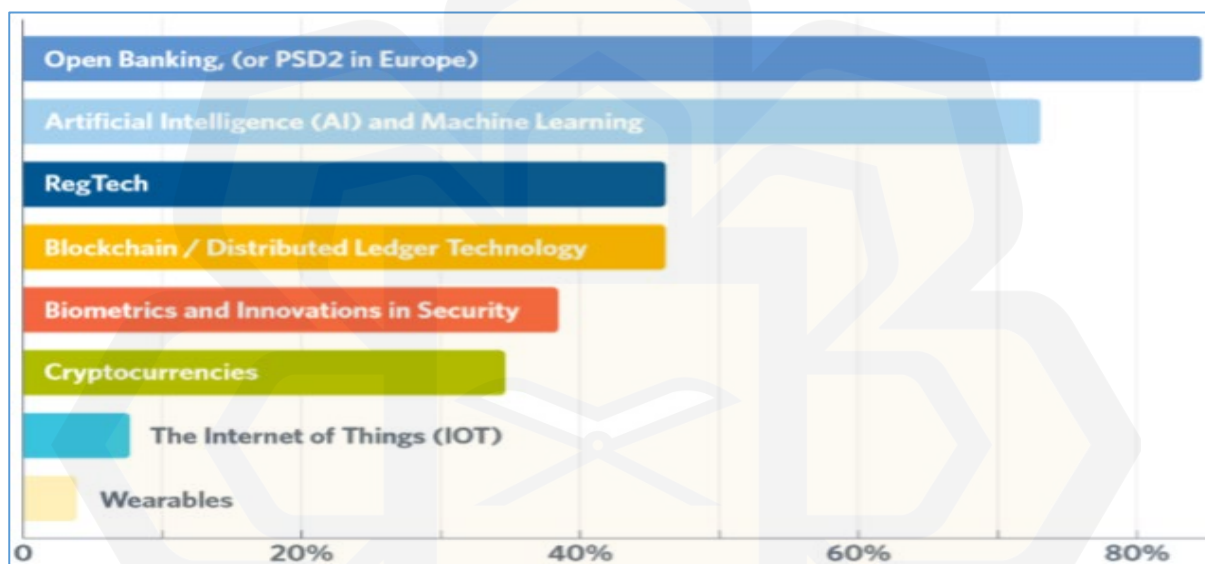 Open Banking, (or PSD2 in Europe)
Artificial Intelligence (AI) and Machine Learning
RegTech
Blockchain / Distributed Ledger Technology
Biometrics and Innovations in Security
Cryptocurrencies
The Internet of Things (IOT)
Wearables
0 20% 40% 60% 80%